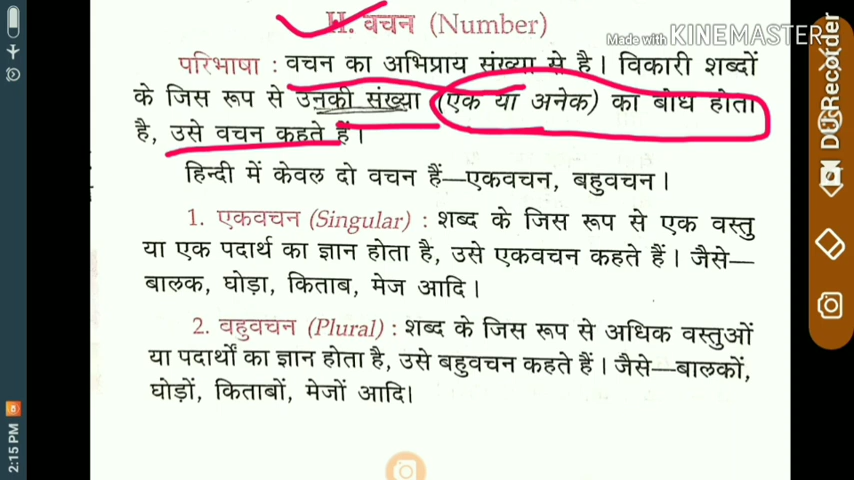 II. वचन (Number)
Made with KINEMASTER
परिभाषा : वचन का अभिप्राय संख्या से है। विकारी शब्दों
के जिस रूप से उनकी संख्या (एक या अनेक) का बोध होता
है, उसे वचन कहते हैं।
हिन्दी में केवल दो वचन हैं—एकवचन, बहुवचन।
1. एकवचन (Singular) : शब्द के जिस रूप से एक वस्तु
या एक पदार्थ का ज्ञान होता है, उसे एकवचन कहते हैं। जैसे—
बालक, घोड़ा, किताब, मेज आदि।
2. वहुवचन (Plural) : शब्द के जिस रूप से अधिक वस्तुओं
या पदार्थों का ज्ञान होता है, उसे बहुवचन कहते हैं। जैसे—बालकों,
घोड़ों, किताबों, मेजों आदि।
DU Recorder
2:15 PM